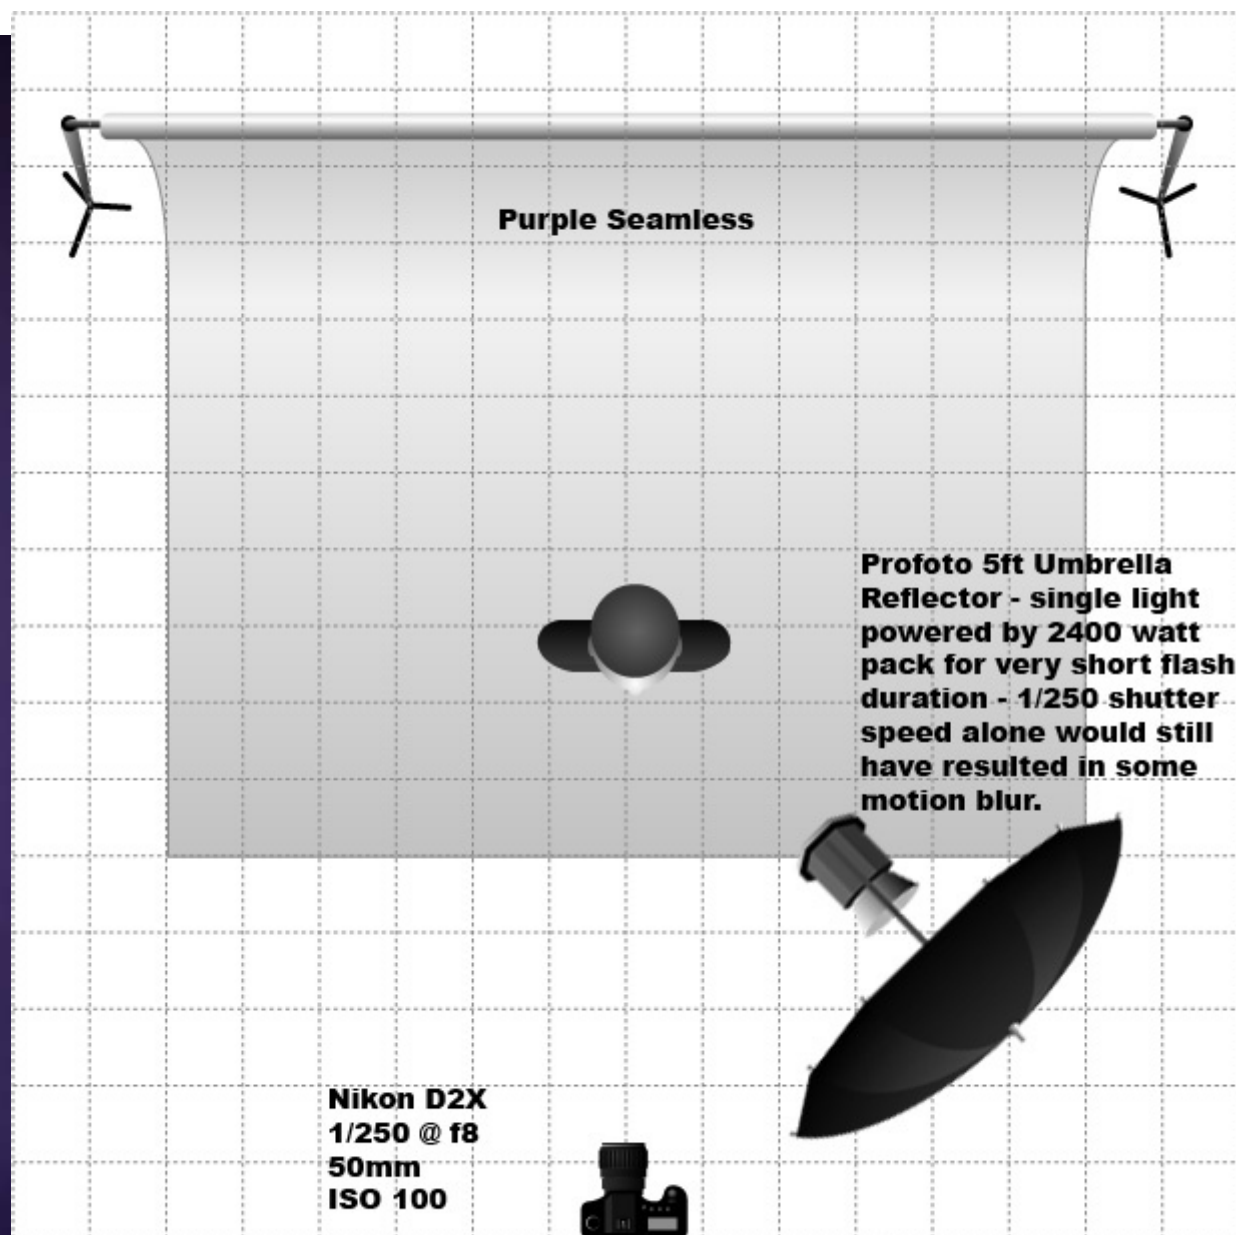 Purple Seamless
Profoto 5ft Umbrella
Reflector - single light
powered by 2400 watt
pack for very short flash
duration - 1/250 shutter
speed alone would still
have resulted in some
motion blur.
Nikon D2X
1/250 @ f8
50mm
ISO 100